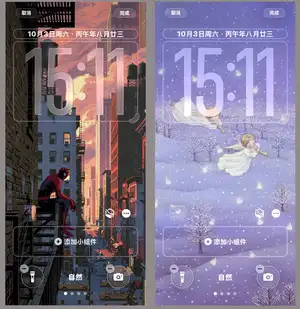 取消
完成
10月3日周六·丙午年八月廿三
15:11
添加小组件
自然
取消
完成
10月3日周六·丙午年八月廿三
15:11
添加小组件
自然